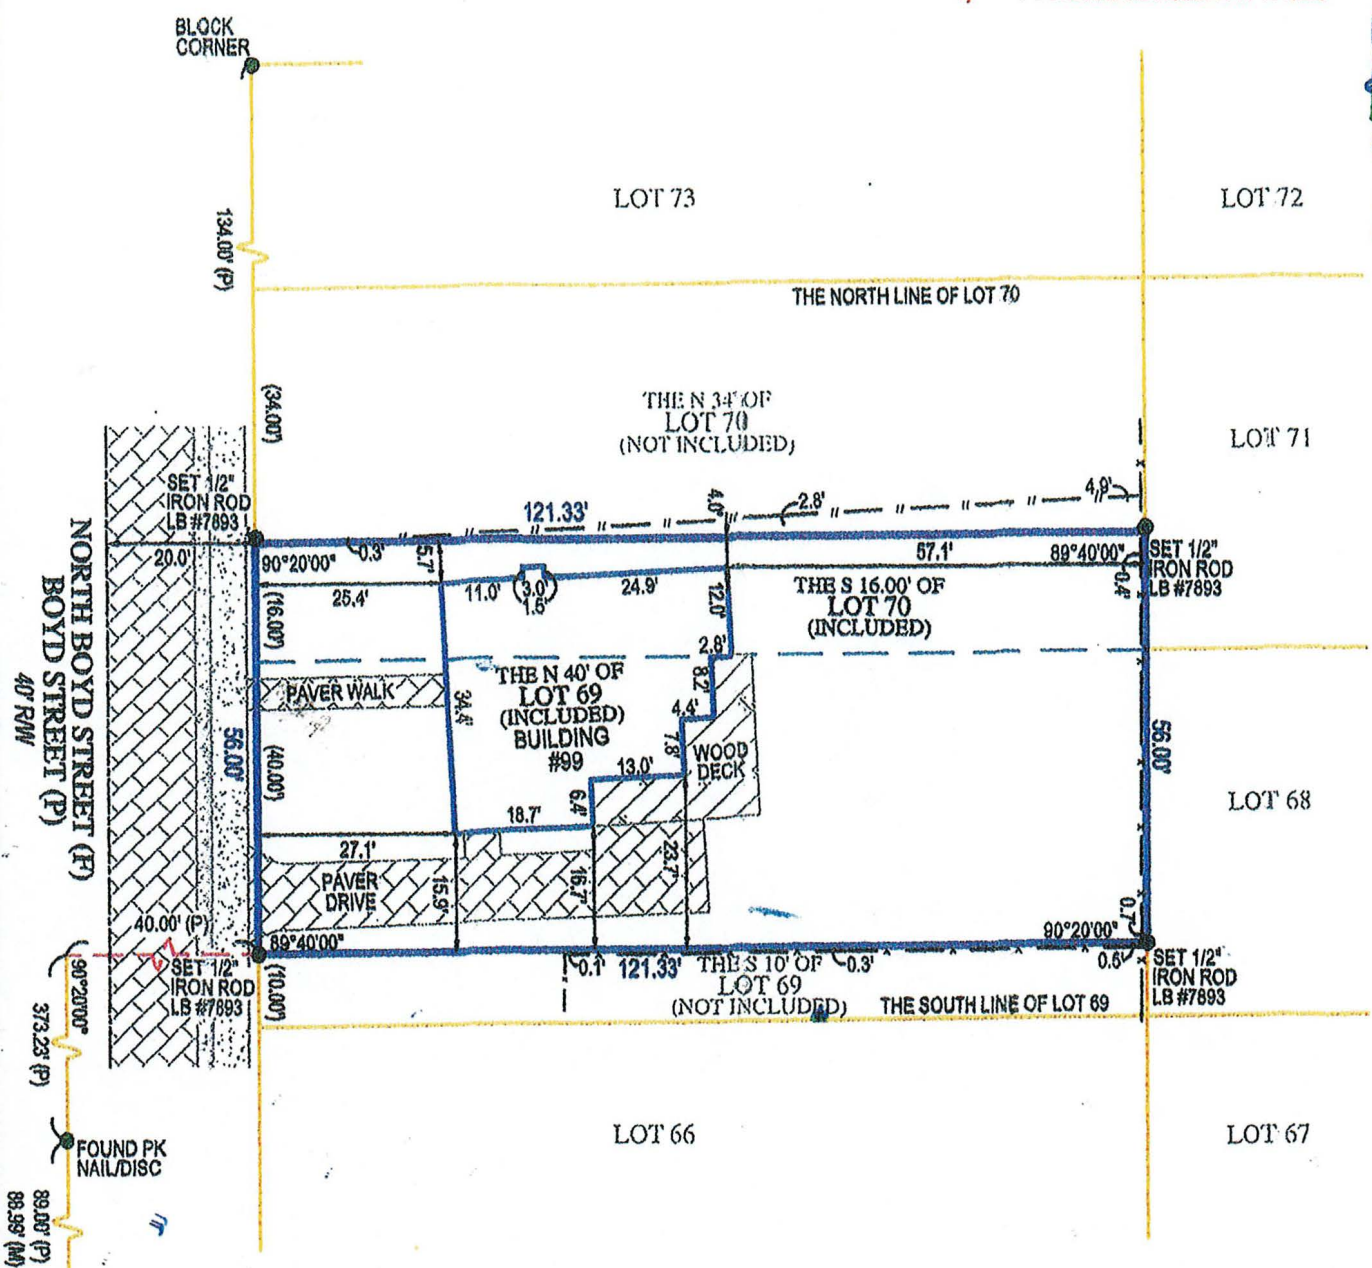 BLOCK
CORNER
134.00' (P)
LOT 73
LOT 72
THE NORTH LINE OF LOT 70
(34.00')
THE N 34' OF
LOT 70
(NOT INCLUDED)
LOT 71
SET 1/2"
IRON ROD
LB #7893
121.33'
4.0'
2.8'
4.9'
20.0'
90°20'00"
0.3'
5.7'
57.1'
89°40'00"
SET 1/2"
IRON ROD
LB #7893
0.4'
25.4'
11.0'
3.0'
1.5'
24.9'
12.0'
THE S 16.00' OF
LOT 70
(INCLUDED)
(16.00')
2.8'
8.2'
PAVER WALK
34.4'
THE N 40' OF
LOT 69
(INCLUDED)
BUILDING
#99
4.4'
7.8'
WOOD
DECK
NORTH BOYD STREET (F)
BOYD STREET (P)
40' R/W
56.00'
(40.00')
13.0'
6.4'
56.00'
LOT 68
18.7'
27.1'
PAVER
DRIVE
15.9'
16.7'
23.7'
0.7'
40.00' (P)
89°40'00"
90°20'00"
SET 1/2"
IRON ROD
LB #7893
90°20'00"
(10.00')
0.1'
121.33'
THE S 10' OF
LOT 69
(NOT INCLUDED)
0.3'
0.6'
SET 1/2"
IRON ROD
LB #7893
THE SOUTH LINE OF LOT 69
373.23' (P)
LOT 66
LOT 67
FOUND PK
NAIL/DISC
89.00' (P)
88.99' (M)